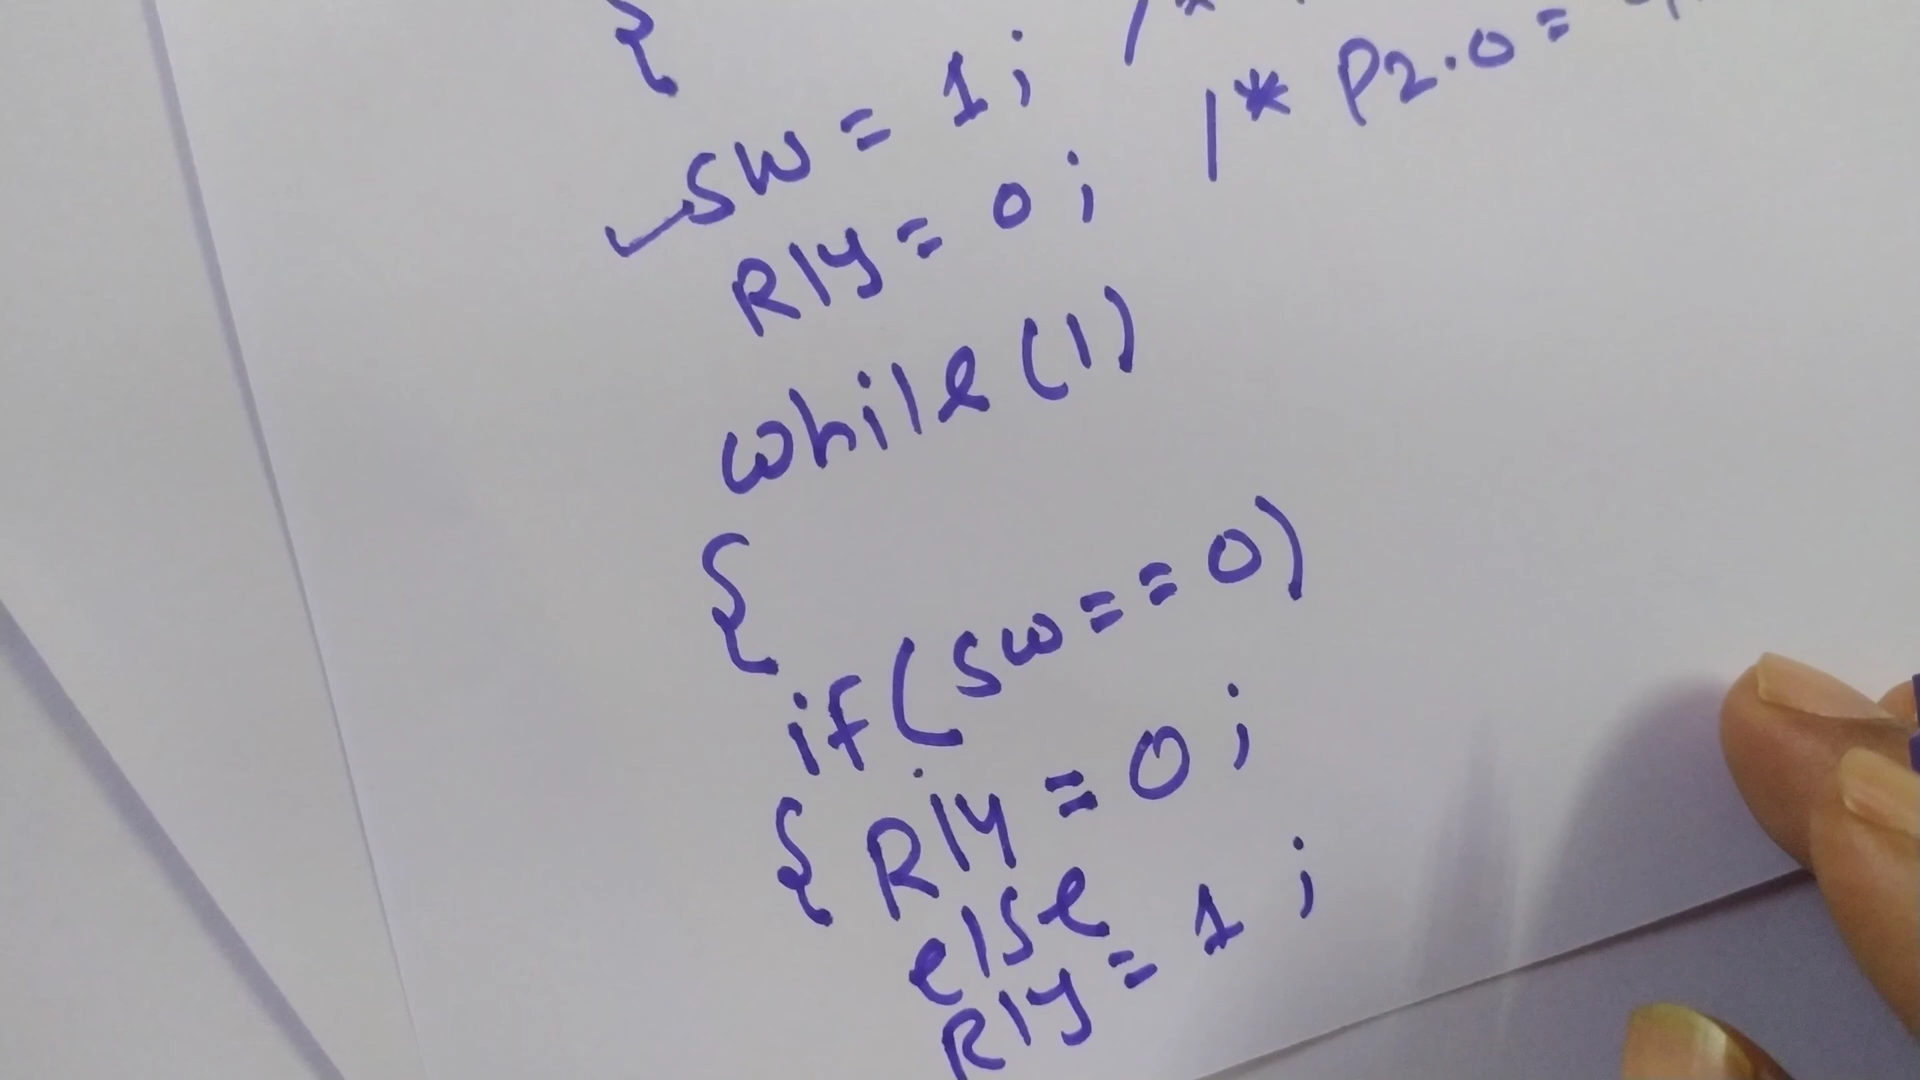 {
SW = 1; /*
Rly = 0; /* P2.0 =
while (1)
{
if (SW == 0)
{ Rly = 0;
else
Rly = 1;